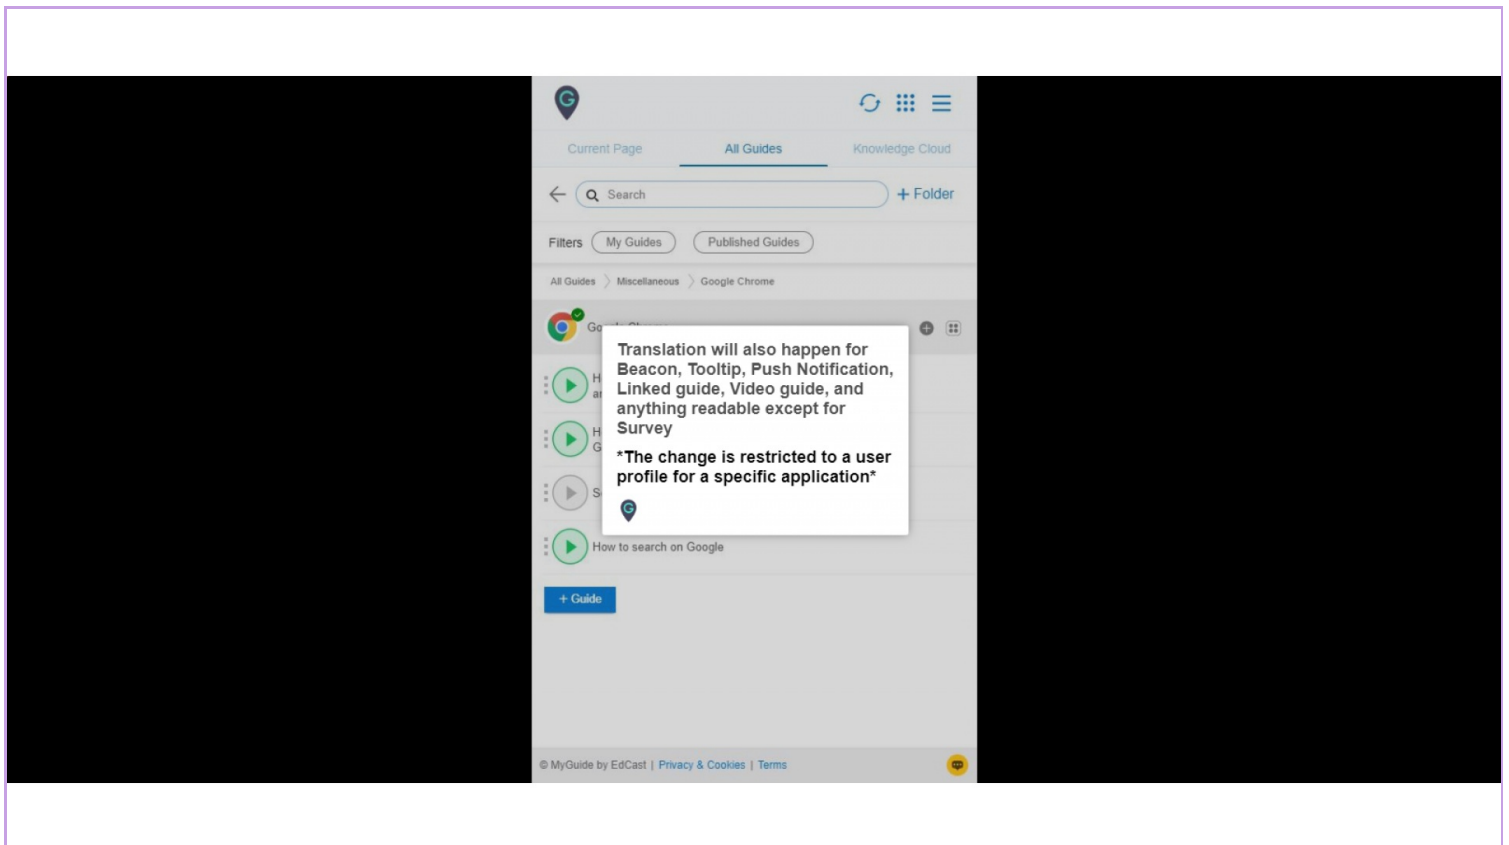 G
Current Page
All Guides
Knowledge Cloud
Search
+ Folder
Filters
My Guides
Published Guides
All Guides
Miscellaneous
Google Chrome
Translation will also happen for
Beacon, Tooltip, Push Notification,
Linked guide, Video guide, and
anything readable except for
Survey
*The change is restricted to a user
profile for a specific application*
G
How to search on Google
+ Guide
© MyGuide by EdCast | Privacy & Cookies | Terms